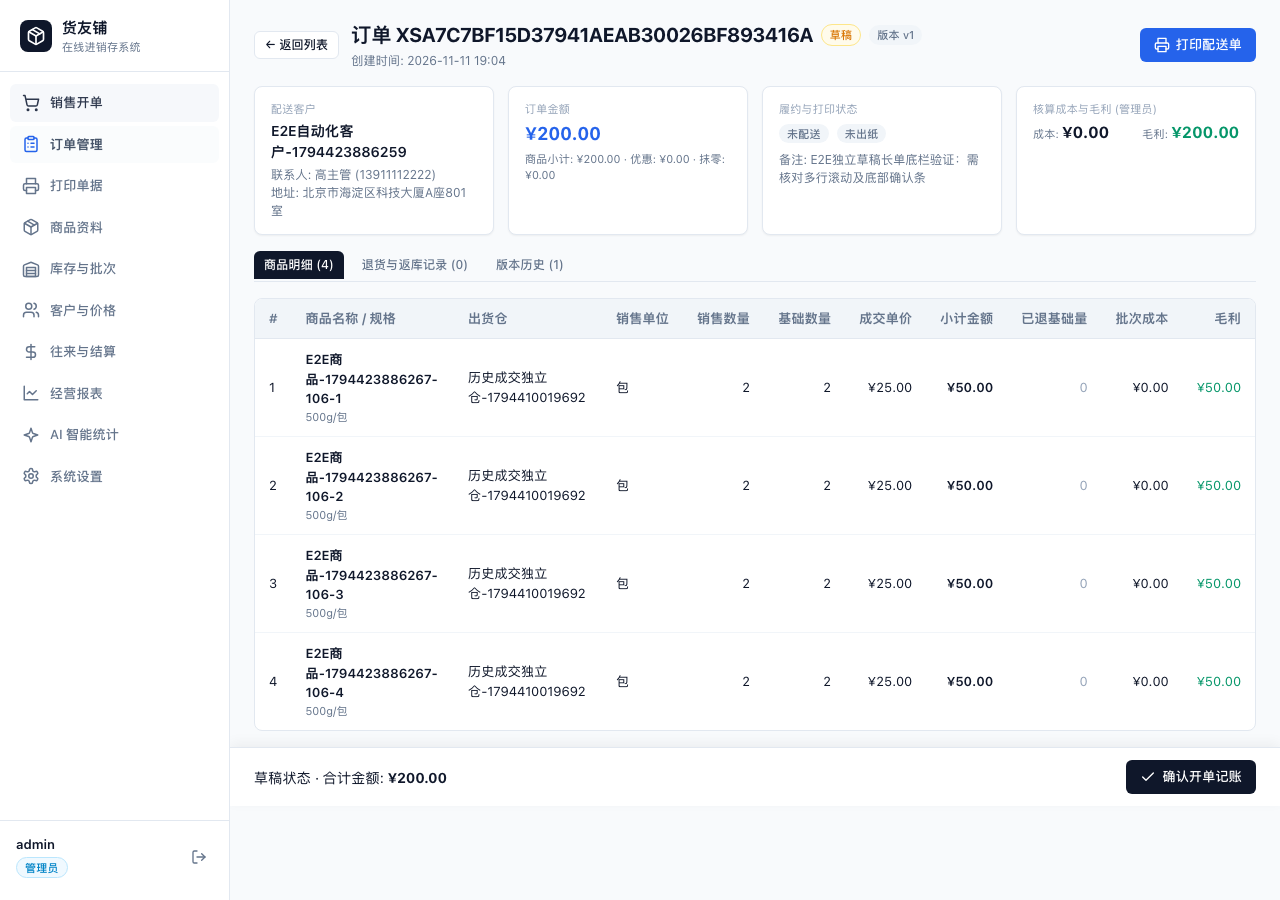 货友铺
在线进销存系统
销售开单
订单管理
打印单据
商品资料
库存与批次
客户与价格
往来与结算
经营报表
AI 智能统计
系统设置
admin
管理员
← 返回列表
订单 XSA7C7BF15D37941AEAB30026BF893416A 草稿 版本 v1
创建时间: 2026-11-11 19:04
打印配送单
配送客户
E2E自动化客
户-1794423886259
联系人: 高主管 (13911112222)
地址: 北京市海淀区科技大厦A座801
室
订单金额
¥200.00
商品小计: ¥200.00 · 优惠: ¥0.00 · 抹零:
¥0.00
履约与打印状态
未配送 未出纸
备注: E2E独立草稿长单底栏验证：需
核对多行滚动及底部确认条
核算成本与毛利 (管理员)
成本: ¥0.00 毛利: ¥200.00
商品明细 (4) 退货与返库记录 (0) 版本历史 (1)
# 商品名称 / 规格 出货仓 销售单位 销售数量 基础数量 成交单价 小计金额 已退基础量 批次成本 毛利
1 E2E商
品-1794423886267-
106-1
500g/包
历史成交独立
仓-1794410019692
包 2 2 ¥25.00 ¥50.00 0 ¥0.00 ¥50.00
2 E2E商
品-1794423886267-
106-2
500g/包
历史成交独立
仓-1794410019692
包 2 2 ¥25.00 ¥50.00 0 ¥0.00 ¥50.00
3 E2E商
品-1794423886267-
106-3
500g/包
历史成交独立
仓-1794410019692
包 2 2 ¥25.00 ¥50.00 0 ¥0.00 ¥50.00
4 E2E商
品-1794423886267-
106-4
500g/包
历史成交独立
仓-1794410019692
包 2 2 ¥25.00 ¥50.00 0 ¥0.00 ¥50.00
草稿状态 · 合计金额: ¥200.00
确认开单记账